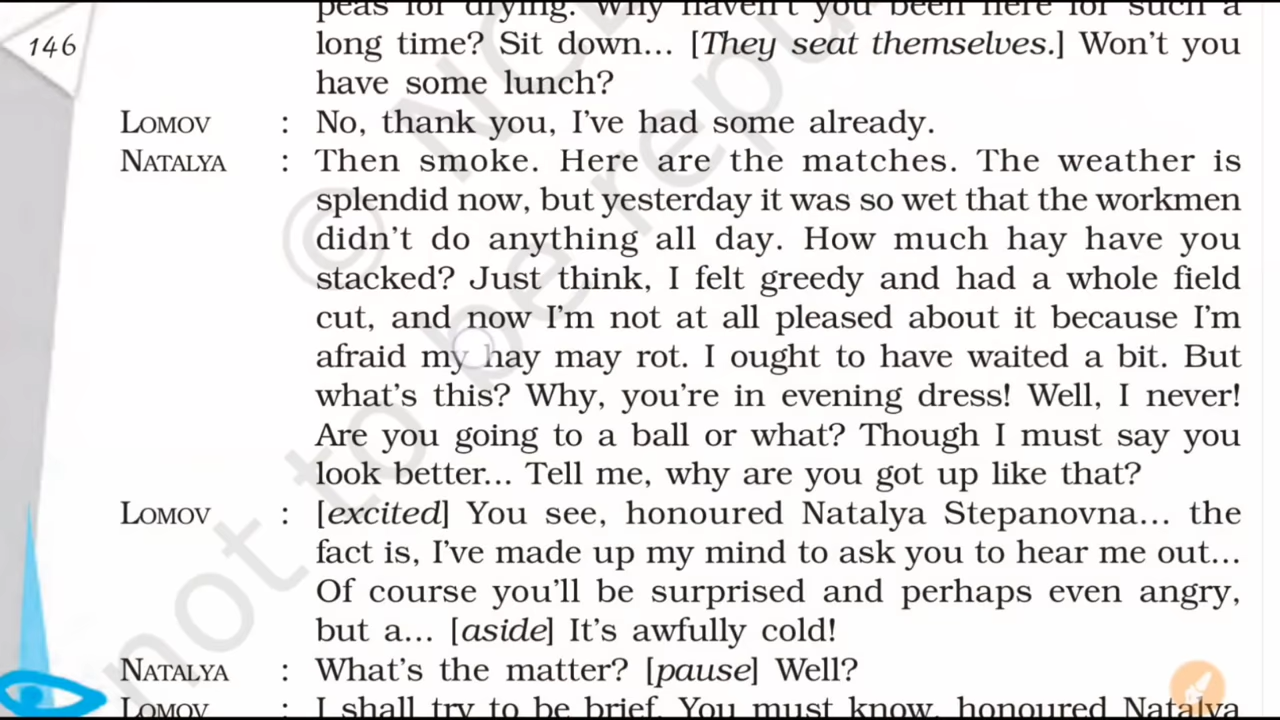 peas for drying. Why haven't you been here for such a
146
long time? Sit down... [They seat themselves.] Won't you
have some lunch?
LOMOV : No, thank you, I've had some already.
NATALYA : Then smoke. Here are the matches. The weather is
splendid now, but yesterday it was so wet that the workmen
didn't do anything all day. How much hay have you
stacked? Just think, I felt greedy and had a whole field
cut, and now I'm not at all pleased about it because I'm
afraid my hay may rot. I ought to have waited a bit. But
what's this? Why, you're in evening dress! Well, I never!
Are you going to a ball or what? Though I must say you
look better... Tell me, why are you got up like that?
LOMOV : [excited] You see, honoured Natalya Stepanovna... the
fact is, I've made up my mind to ask you to hear me out...
Of course you'll be surprised and perhaps even angry,
but a... [aside] It's awfully cold!
NATALYA : What's the matter? [pause] Well?
LOMOV : I shall try to be brief. You must know, honoured Natalya
© NC
not to be repu